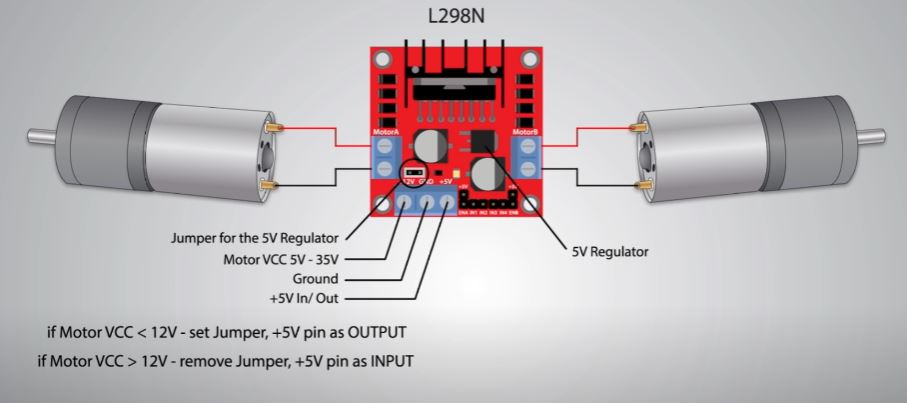 L298N
MotorA
MotorB
12V GND +5V
+5V
+5V
ENA IN1 IN2 IN3 IN4 ENB
Jumper for the 5V Regulator
Motor VCC 5V - 35V
Ground
+5V In/ Out
5V Regulator
if Motor VCC < 12V - set Jumper, +5V pin as OUTPUT
if Motor VCC > 12V - remove Jumper, +5V pin as INPUT